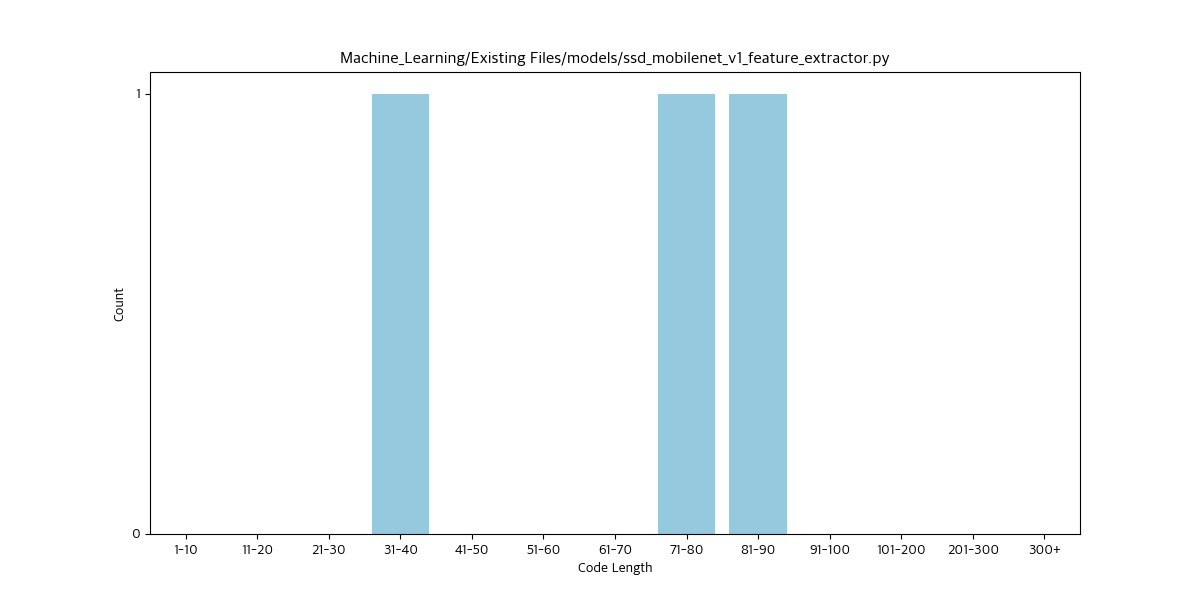 Machine_Learning/Existing Files/models/ssd_mobilenet_v1_feature_extractor.py
1
Count
0
1-10 11-20 21-30 31-40 41-50 51-60 61-70 71-80 81-90 91-100 101-200 201-300 300+
Code Length